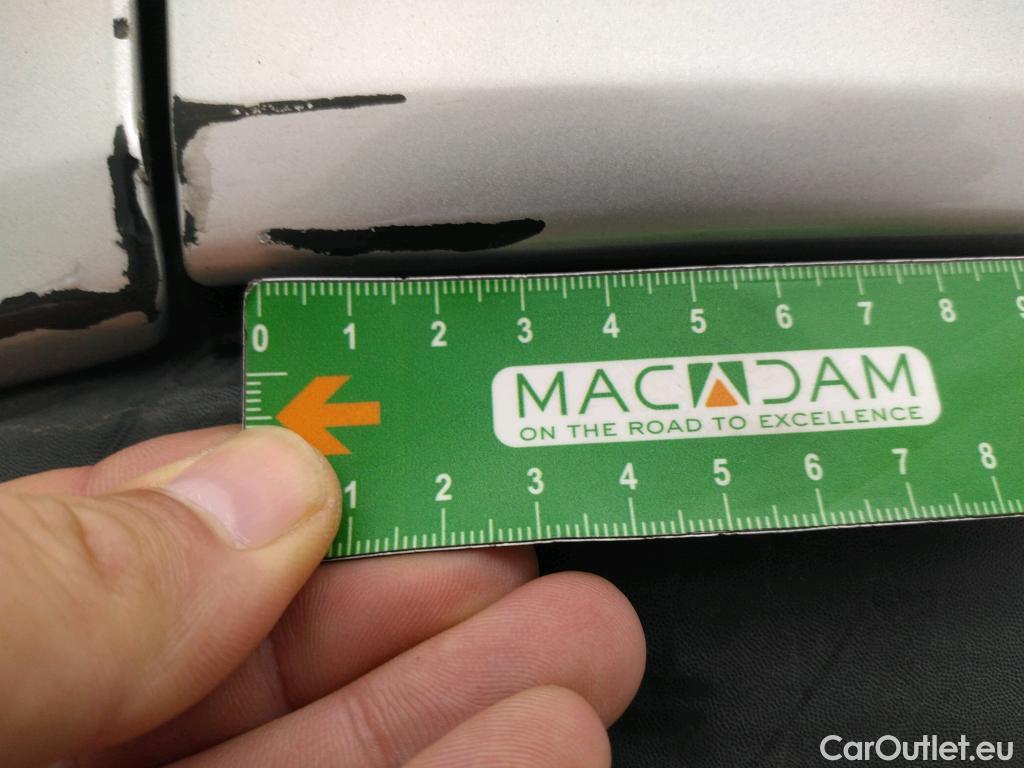 0 1 2 3 4 5 6 7 8 9
MACADAM
ON THE ROAD TO EXCELLENCE
1 2 3 4 5 6 7 8
CarOutlet.eu